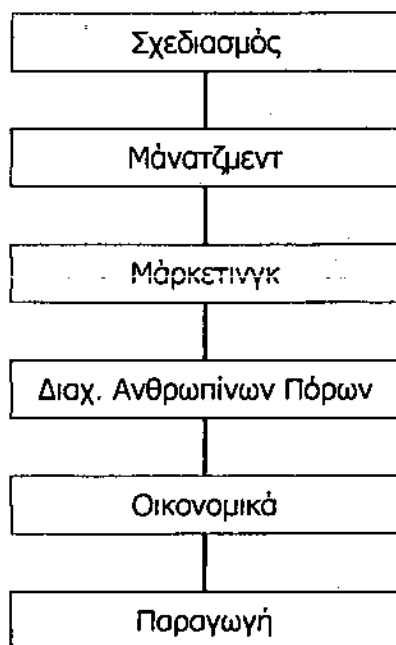 Σχεδιασμός
Μάνατζμεντ
Μάρκετινγκ
Διαχ. Ανθρωπίνων Πόρων
Οικονομικά
Παραγωγή